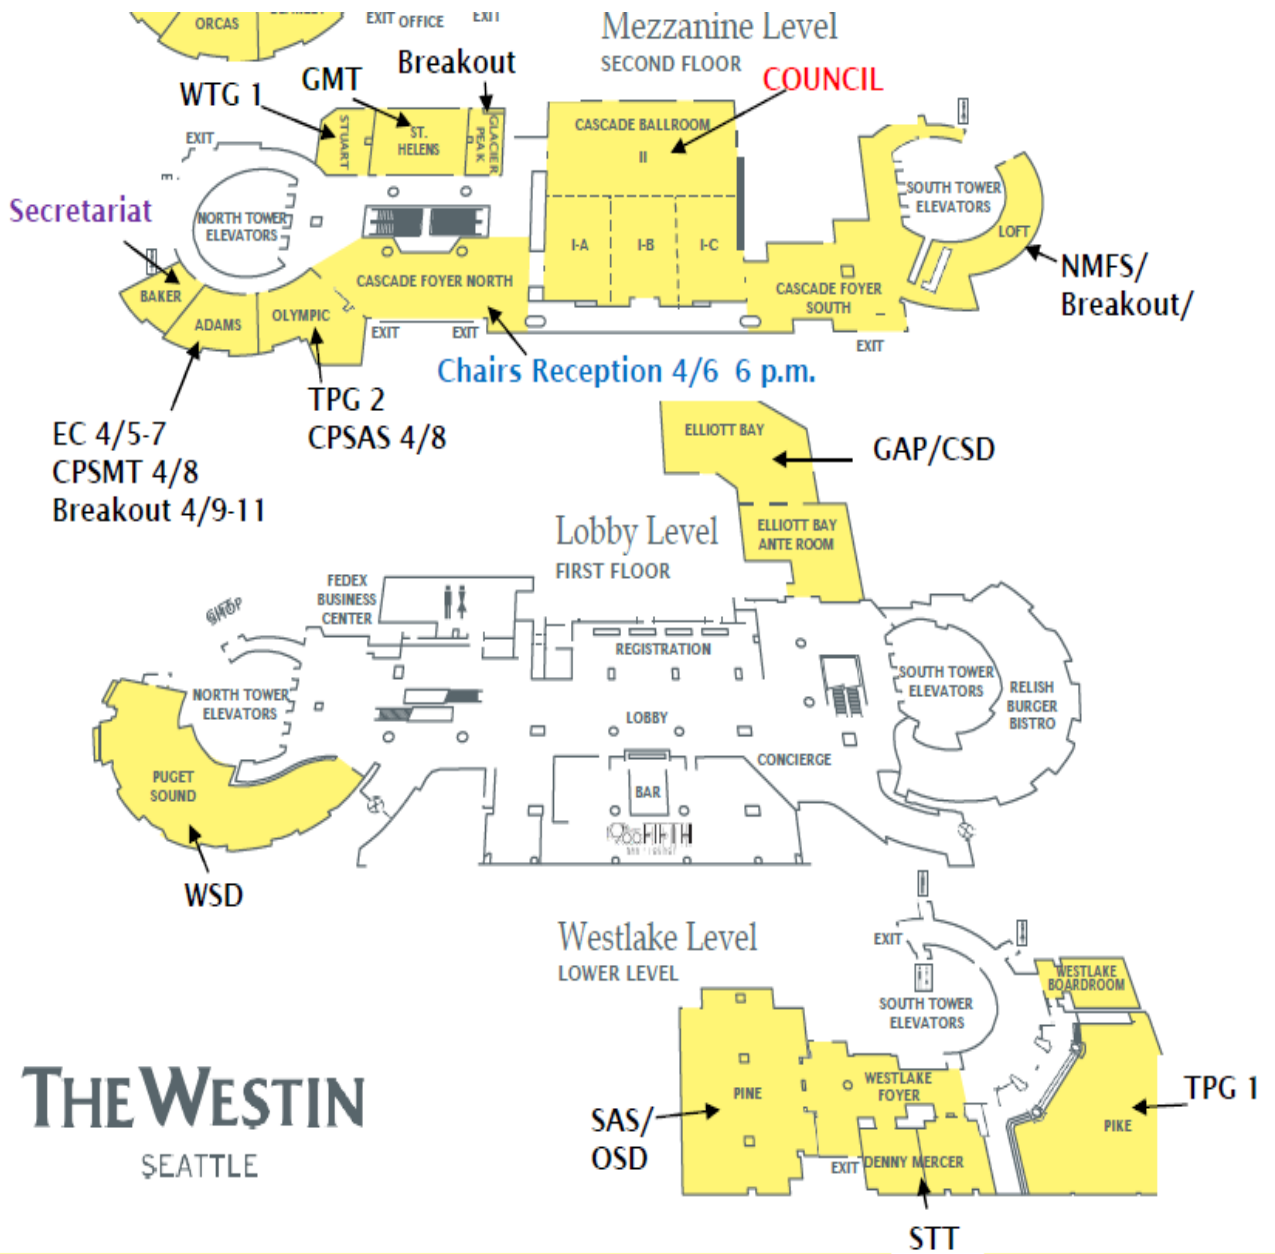 ORCAS
EXIT OFFICE
EXIT
Mezzanine Level
SECOND FLOOR
Breakout
GMT
WTG 1
COUNCIL
EXIT
STUART
ST.
HELENS
GLACIER
PEAK
CASCADE BALLROOM
II
SOUTH TOWER
ELEVATORS
LOFT
Secretariat
NORTH TOWER
ELEVATORS
I-A
I-B
I-C
NMFS/
Breakout/
BAKER
ADAMS
OLYMPIC
CASCADE FOYER NORTH
CASCADE FOYER
SOUTH
EXIT
EXIT
EXIT
Chairs Reception 4/6 6 p.m.
TPG 2
CPSAS 4/8
EC 4/5-7
CPSMT 4/8
Breakout 4/9-11
ELLIOTT BAY
GAP/CSD
ELLIOTT BAY
ANTE ROOM
Lobby Level
FIRST FLOOR
FEDEX
BUSINESS
CENTER
SHOP
REGISTRATION
NORTH TOWER
ELEVATORS
SOUTH TOWER
ELEVATORS
RELISH
BURGER
BISTRO
LOBBY
CONCIERGE
PUGET
SOUND
BAR
FIFTH
WSD
Westlake Level
LOWER LEVEL
EXIT
SOUTH TOWER
ELEVATORS
WESTLAKE
BOARDROOM
PINE
WESTLAKE
FOYER
TPG 1
PIKE
SAS/
OSD
EXIT
DENNY MERCER
STT
THE WESTIN
SEATTLE